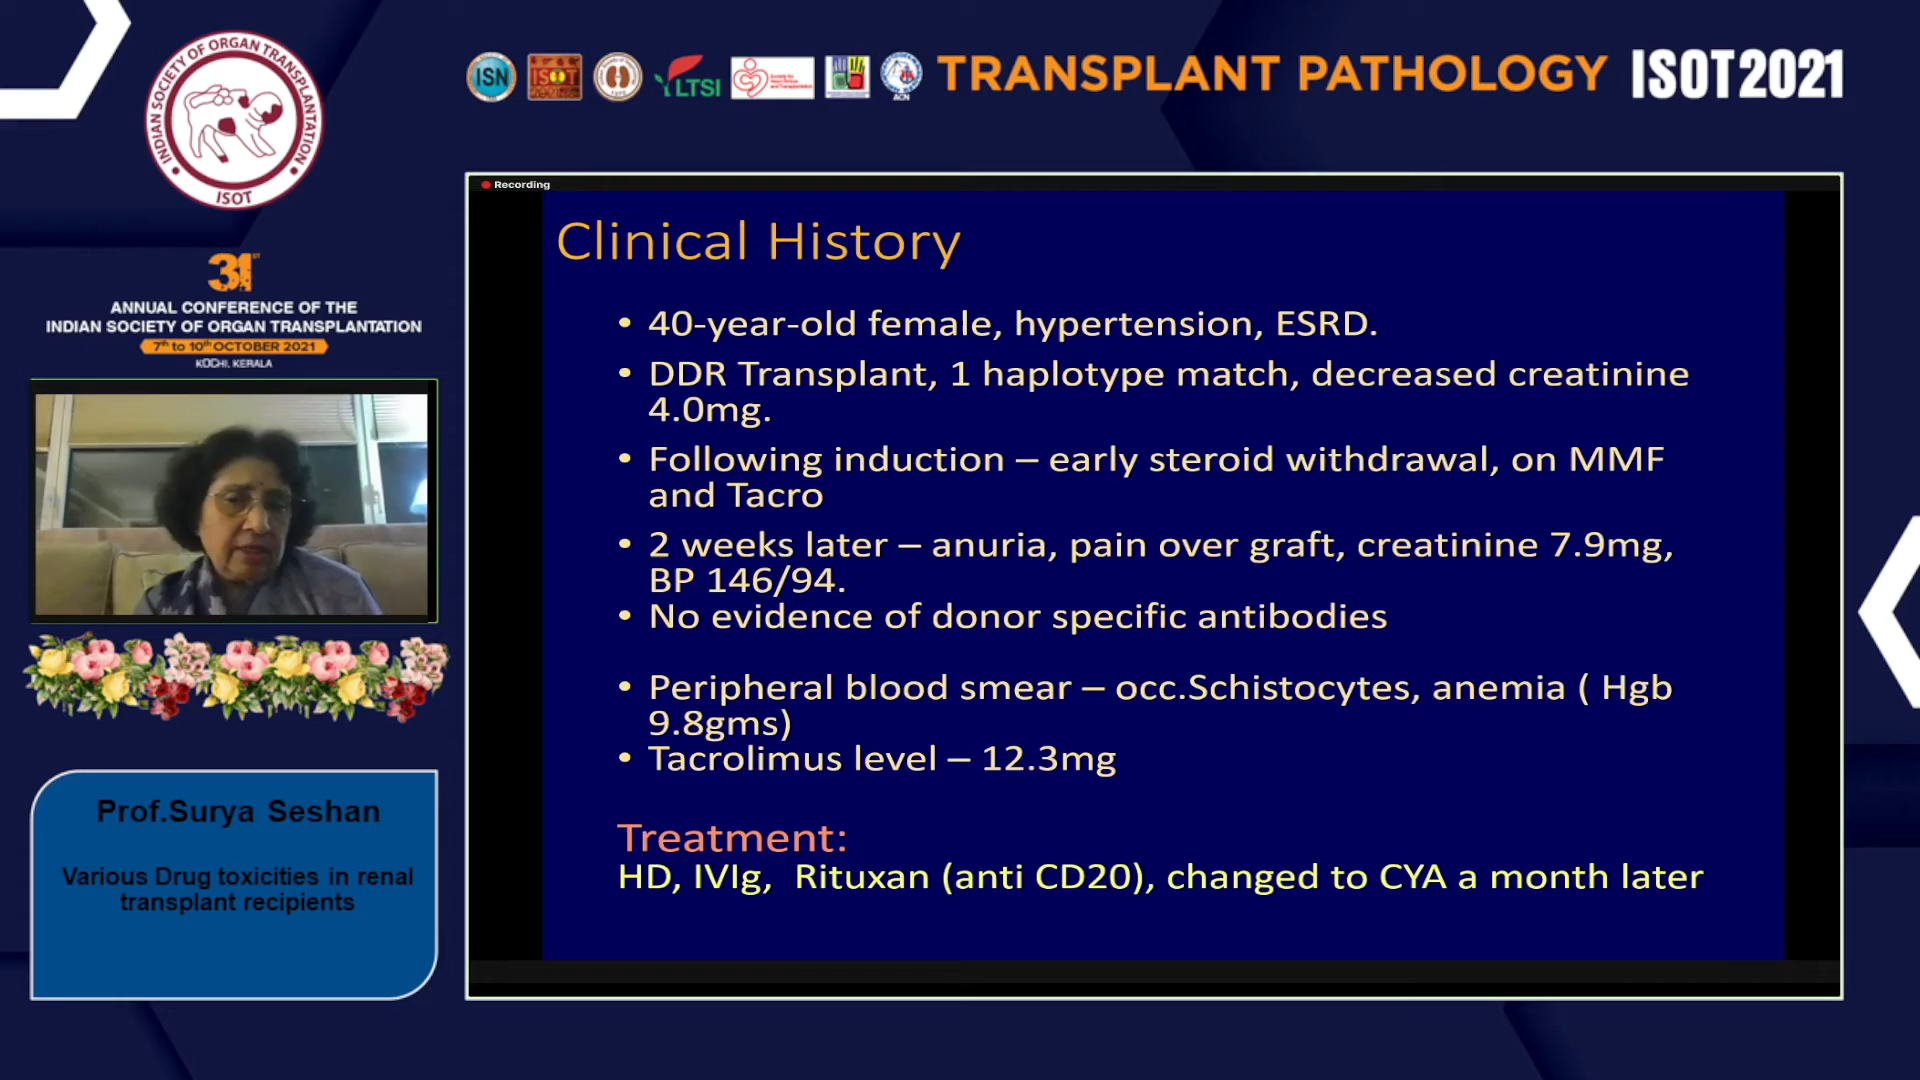 INDIAN SOCIETY OF ORGAN TRANSPLANTATION
ISOT
ISN
ISOT
LTSI
ACN
TRANSPLANT PATHOLOGY ISOT2021
31ST
ANNUAL CONFERENCE OF THE
INDIAN SOCIETY OF ORGAN TRANSPLANTATION
7th to 10th OCTOBER 2021
KOCHI, KERALA
Prof.Surya Seshan
Various Drug toxicities in renal
transplant recipients
Recording
Clinical History
• 40-year-old female, hypertension, ESRD.
• DDR Transplant, 1 haplotype match, decreased creatinine
4.0mg.
• Following induction – early steroid withdrawal, on MMF
and Tacro
• 2 weeks later – anuria, pain over graft, creatinine 7.9mg,
BP 146/94.
• No evidence of donor specific antibodies
• Peripheral blood smear – occ.Schistocytes, anemia ( Hgb
9.8gms)
• Tacrolimus level – 12.3mg
Treatment:
HD, IVIg, Rituxan (anti CD20), changed to CYA a month later